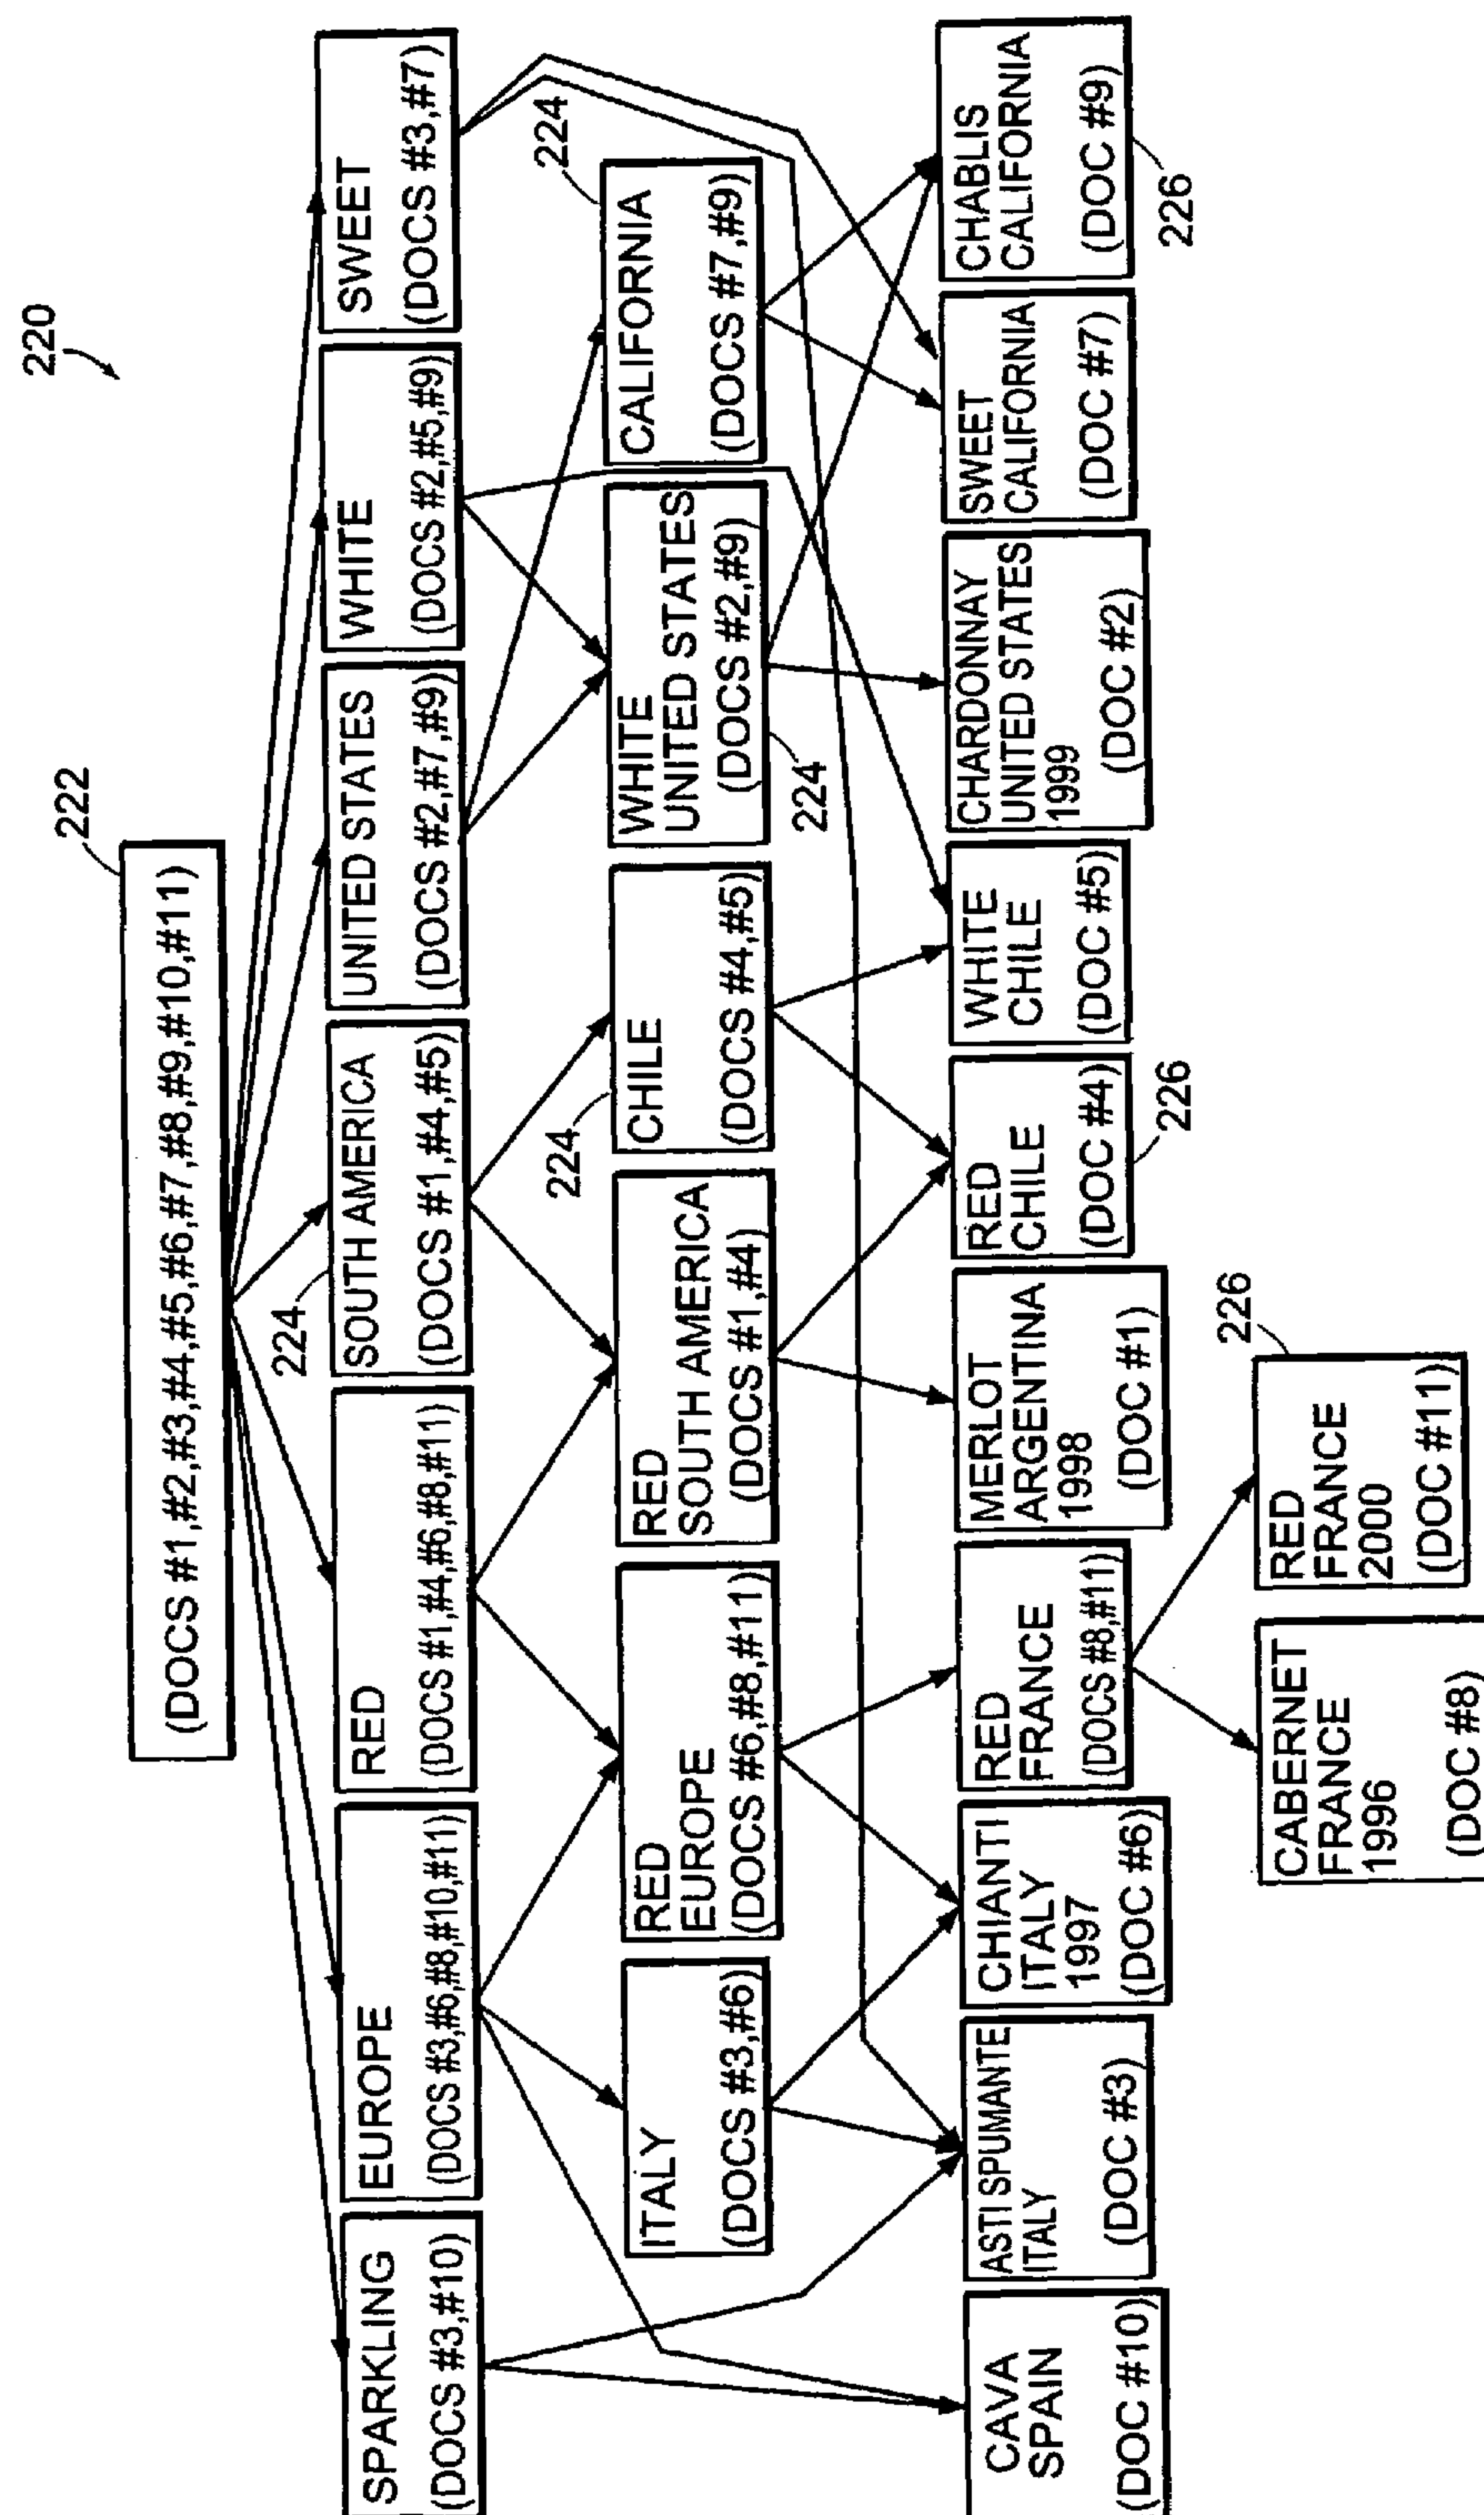 220
222
(DOCS #1,#2,#3,#4,#5,#6,#7,#8,#9,#10,#11)
SPARKLING
(DOCS #3,#10)
EUROPE
(DOCS #3,#6,#8,#10,#11)
RED
(DOCS #1,#4,#6,#8,#11)
224
SOUTH AMERICA
(DOCS #1,#4,#5)
UNITED STATES
(DOCS #2,#7,#9)
WHITE
(DOCS #2,#5,#9)
SWEET
(DOCS #3,#7)
ITALY
(DOCS #3,#6)
RED
EUROPE
(DOCS #6,#8,#11)
RED
SOUTH AMERICA
(DOCS #1,#4)
224
CHILE
(DOCS #4,#5)
WHITE
UNITED STATES
(DOCS #2,#9)
224
224
CALIFORNIA
(DOCS #7,#9)
CAVA
SPAIN
(DOC #10)
ASTI SPUMANTE
ITALY
(DOC #3)
CHIANTI
ITALY
1997
(DOC #6)
RED
FRANCE
(DOCS #8,#11)
MERLOT
ARGENTINA
1998
(DOC #1)
RED
CHILE
(DOC #4)
226
WHITE
CHILE
(DOC #5)
CHARDONNAY
UNITED STATES
1999
(DOC #2)
SWEET
CALIFORNIA
(DOC #7)
CHABLIS
CALIFORNIA
(DOC #9)
226
CABERNET
FRANCE
1996
(DOC #8)
RED
FRANCE
2000
(DOC #11)
226